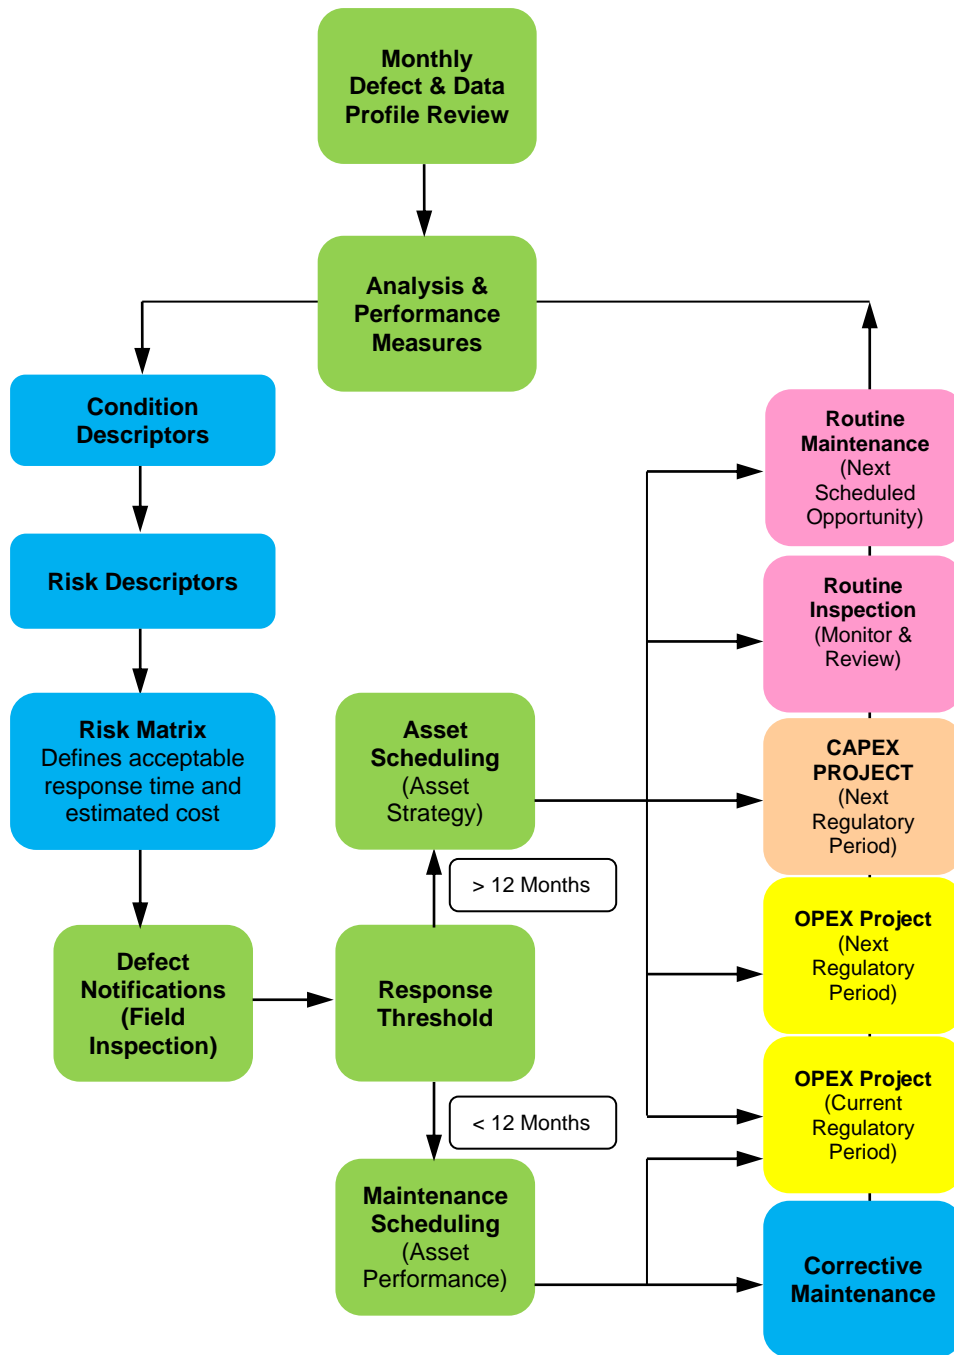 Monthly
Defect & Data
Profile Review
Analysis &
Performance
Measures
Condition
Descriptors
Risk Descriptors
Risk Matrix
Defines acceptable
response time and
estimated cost
Defect
Notifications
(Field
Inspection)
Response
Threshold
> 12 Months
< 12 Months
Asset
Scheduling
(Asset
Strategy)
Maintenance
Scheduling
(Asset
Performance)
Routine
Maintenance
(Next
Scheduled
Opportunity)
Routine
Inspection
(Monitor &
Review)
CAPEX
PROJECT
(Next
Regulatory
Period)
OPEX Project
(Next
Regulatory
Period)
OPEX Project
(Current
Regulatory
Period)
Corrective
Maintenance